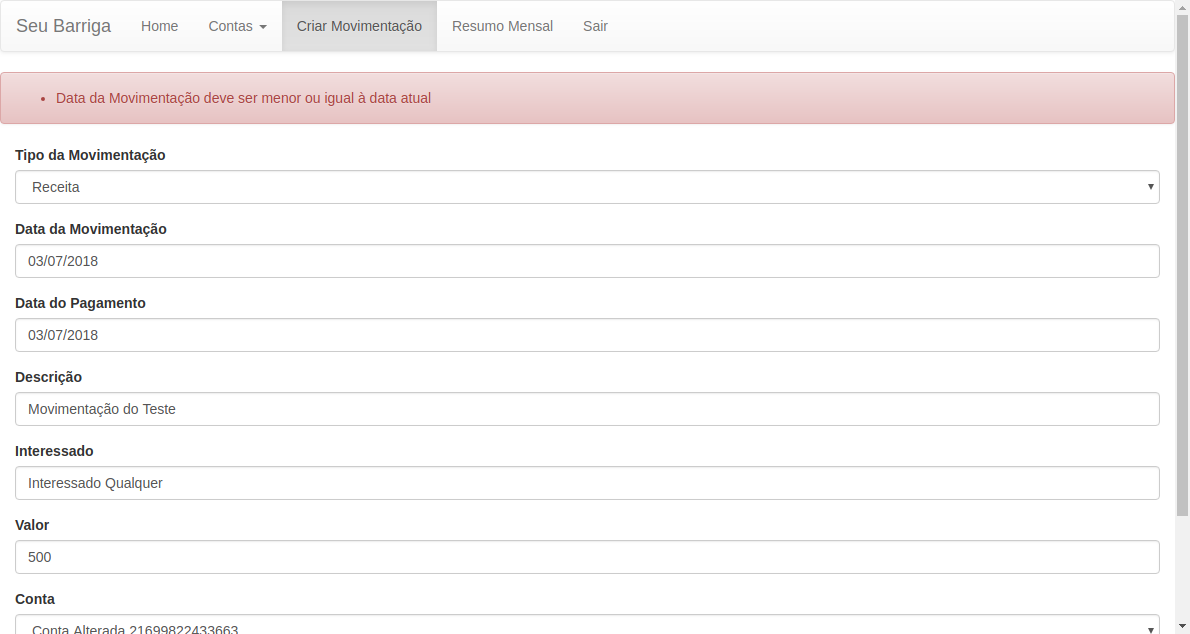 Seu Barriga Home Contas Criar Movimentação Resumo Mensal Sair
Data da Movimentação deve ser menor ou igual à data atual
Tipo da Movimentação
Receita
Data da Movimentação
03/07/2018
Data do Pagamento
03/07/2018
Descrição
Movimentação do Teste
Interessado
Interessado Qualquer
Valor
500
Conta
Conta Alterada 21699822433663